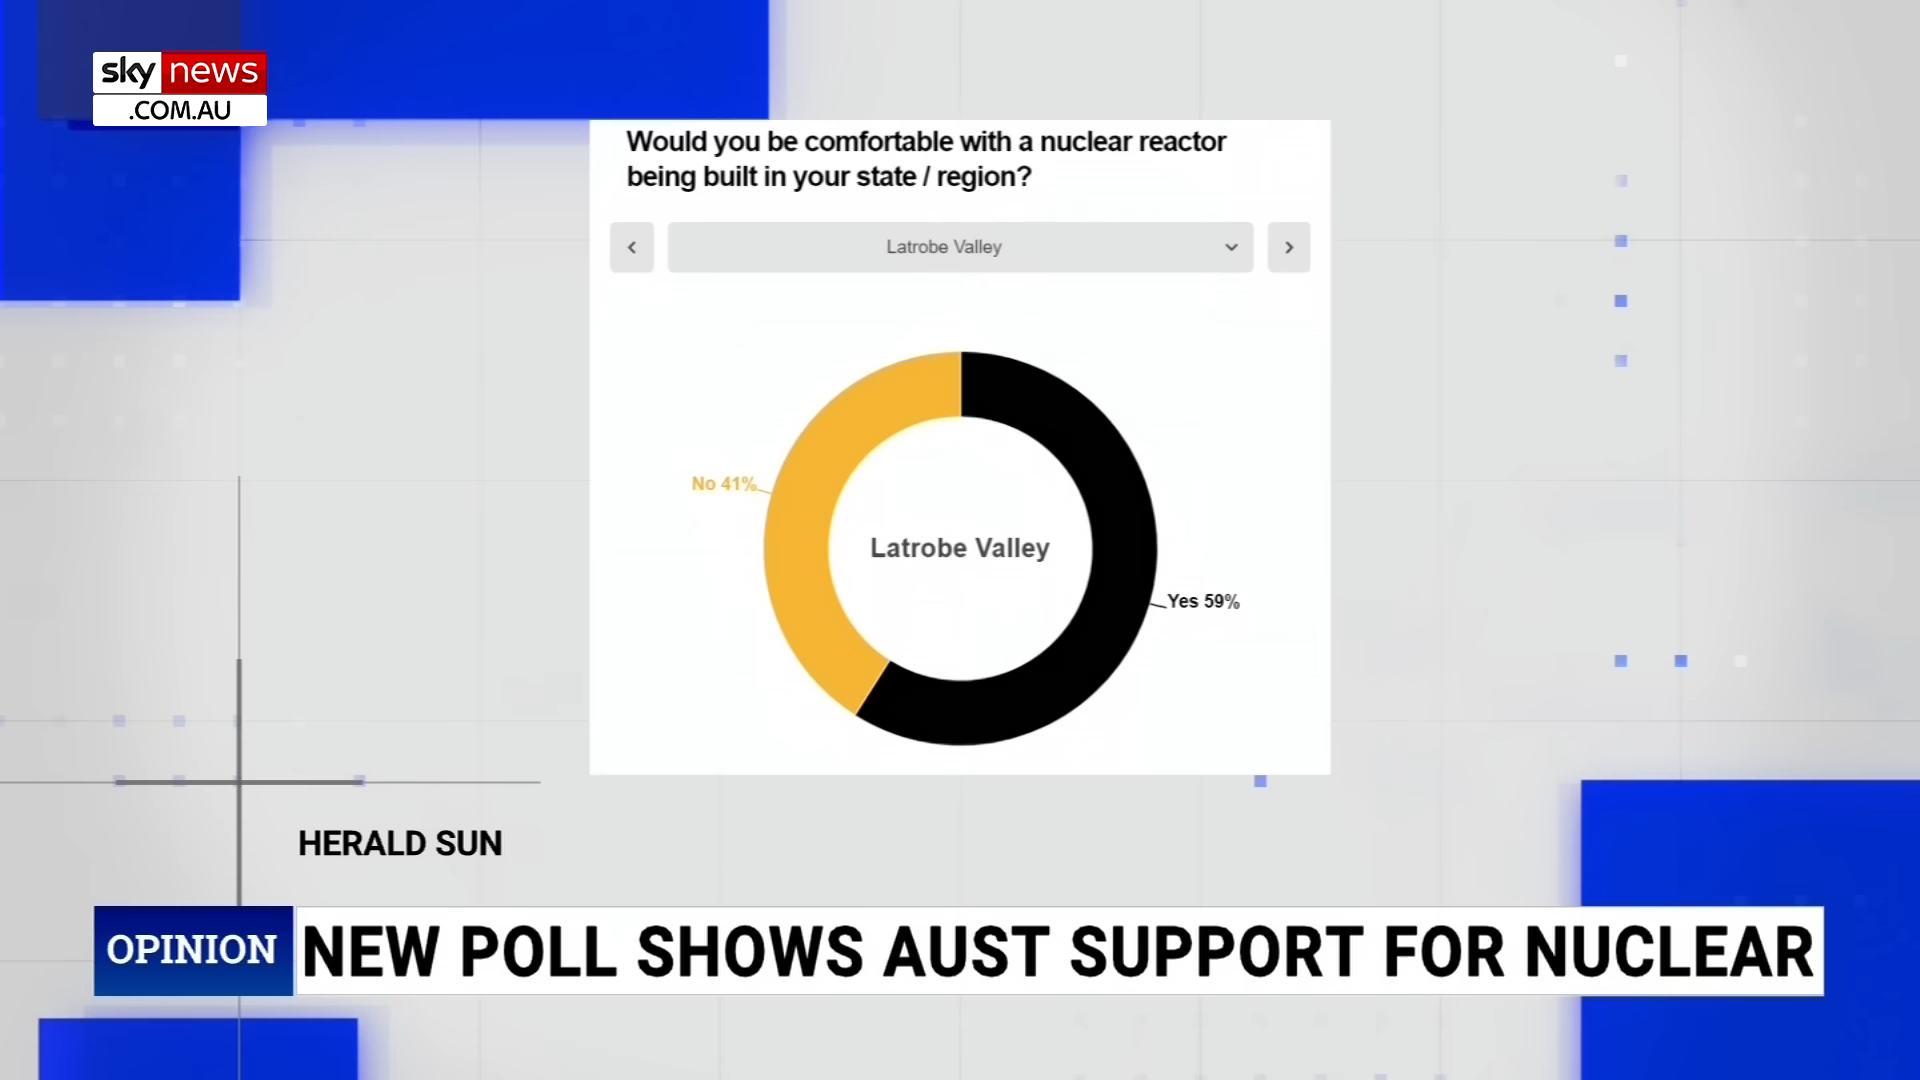 sky news
.COM.AU
Would you be comfortable with a nuclear reactor
being built in your state / region?
Latrobe Valley
No 41%
Latrobe Valley
Yes 59%
HERALD SUN
OPINION
NEW POLL SHOWS AUST SUPPORT FOR NUCLEAR